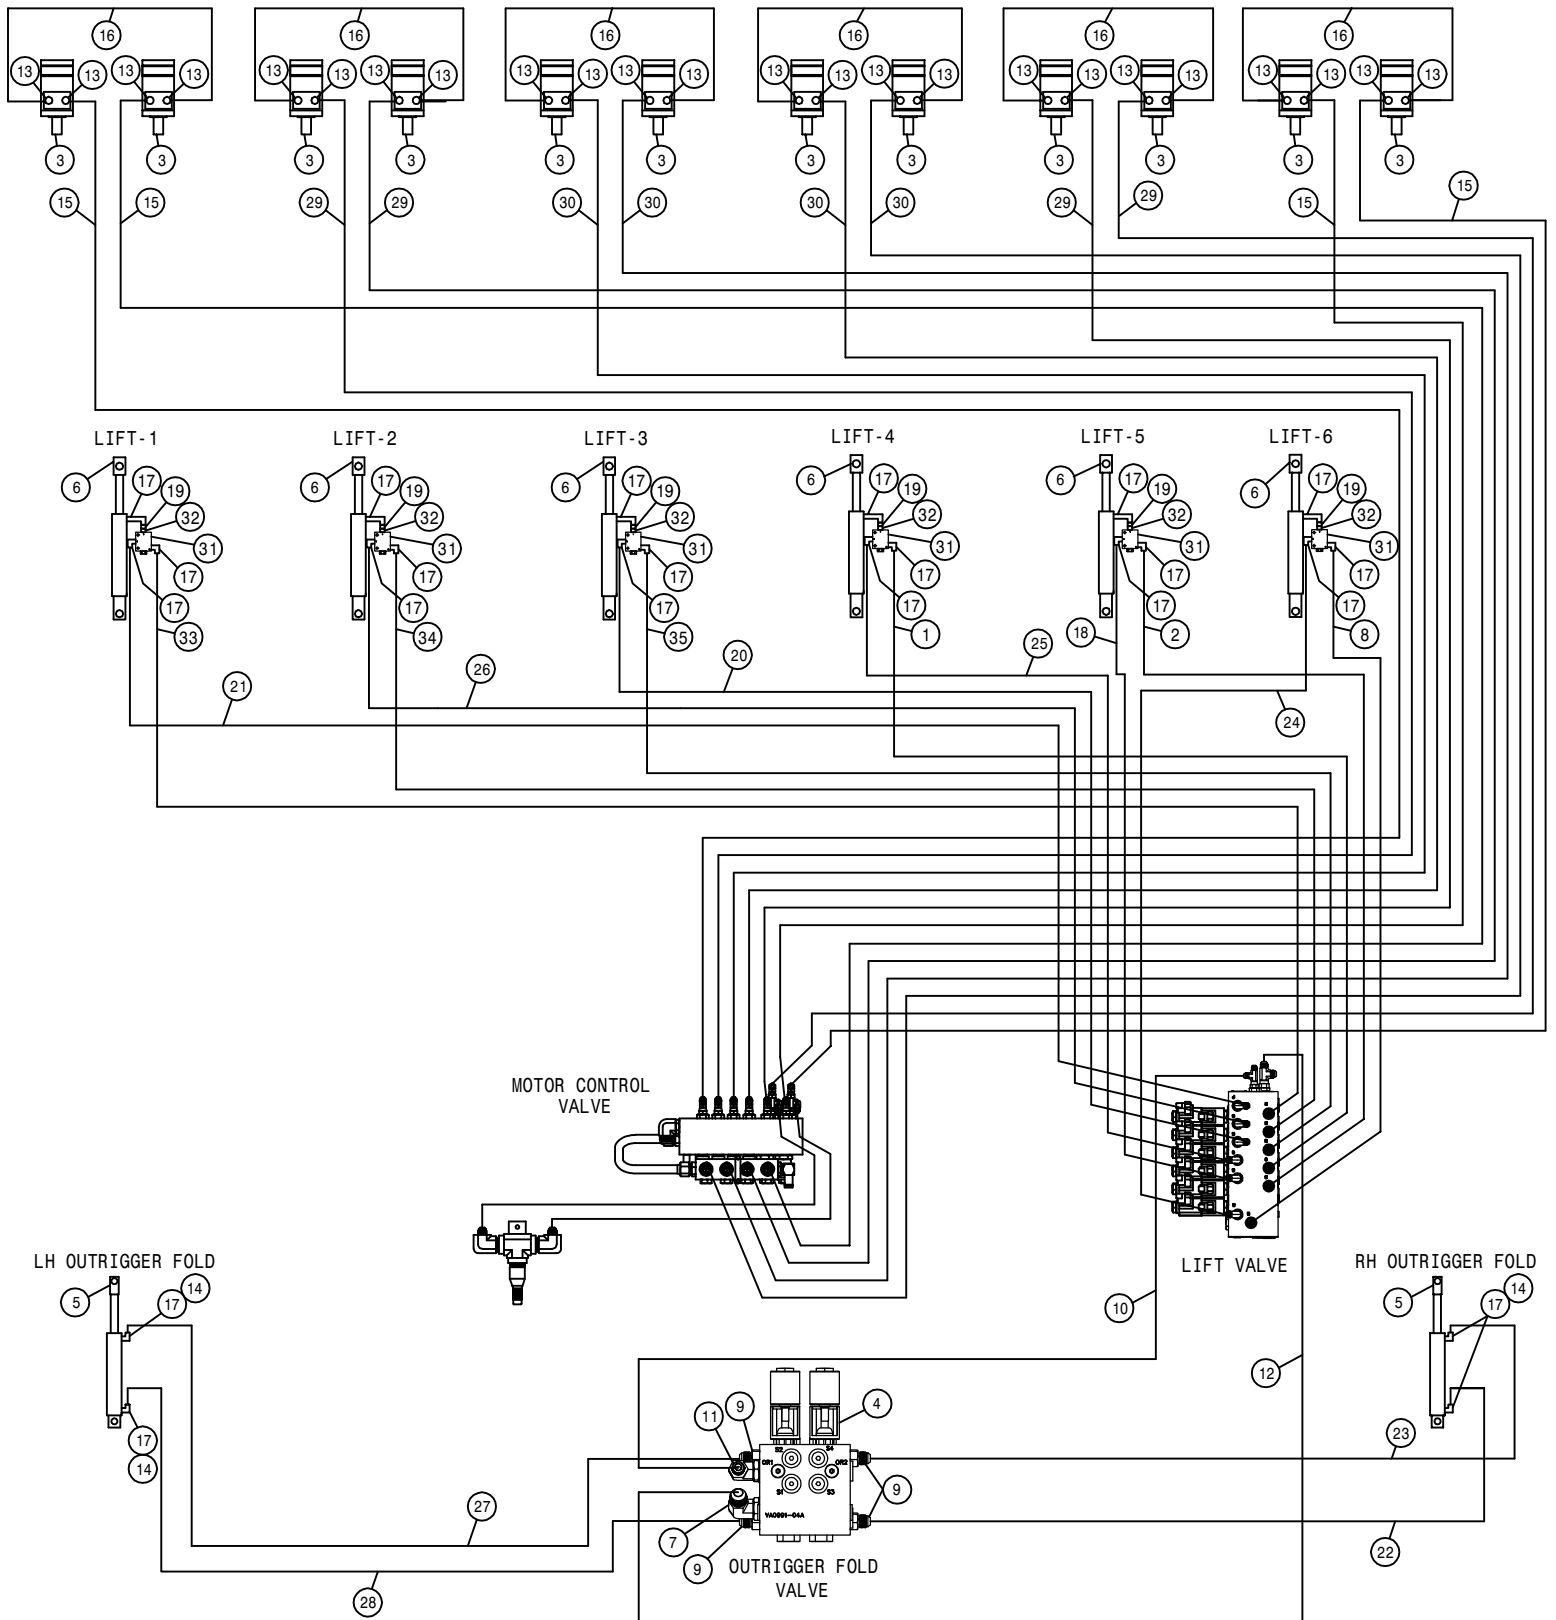 16 16 16 16 16 16
13 13 13 13 13 13 13 13 13 13 13 13 13 13 13 13 13 13 13 13 13 13 13 13
3 3 3 3 3 3 3 3 3 3 3 3
15 15 29 29 30 30 30 30 29 29 15 15
LIFT-1 LIFT-2 LIFT-3 LIFT-4 LIFT-5 LIFT-6
6 17 19 6 17 19 6 17 19 6 17 19 6 17 19 6 17 19
32 32 32 32 32 32
31 31 31 31 31 31
17 17 17 17 17 17
17 17 17 17 17 17
33 34 35 1 18 2 8
21 26 20 25 24
MOTOR CONTROL
VALVE
LIFT VALVE
LH OUTRIGGER FOLD
5 17 14
17
14
RH OUTRIGGER FOLD
5 17 14
10
12
4
11 9
S2 S4
OR1 OR2
S1 S3
VA0991-04A
9
23
27
7
9
22
28
OUTRIGGER FOLD
VALVE